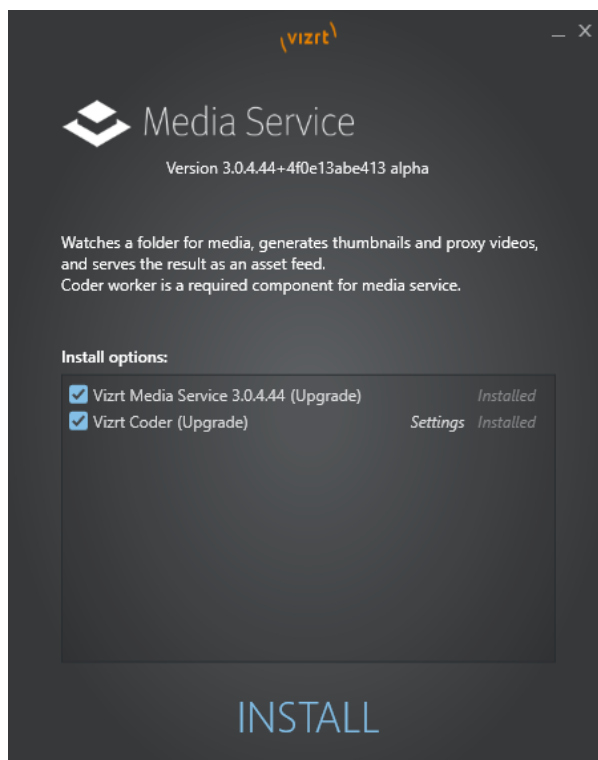 (vizrt)
Media Service
Version 3.0.4.44+4f0e13abe413 alpha
Watches a folder for media, generates thumbnails and proxy videos,
and serves the result as an asset feed.
Coder worker is a required component for media service.
Install options:
Vizrt Media Service 3.0.4.44 (Upgrade) Installed
Vizrt Coder (Upgrade) Settings Installed
INSTALL